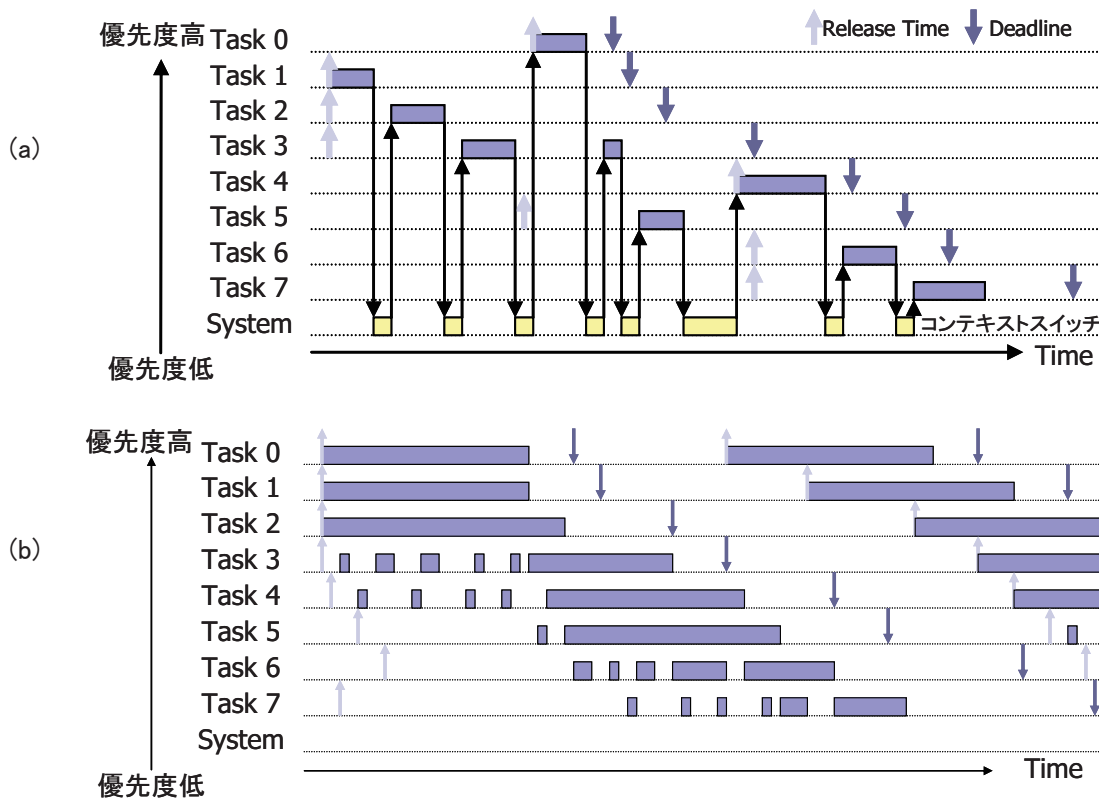 (a)
優先度高
Release Time
Deadline
Task 0
Task 1
Task 2
Task 3
Task 4
Task 5
Task 6
Task 7
System
コンテキストスイッチ
Time
優先度低
(b)
優先度高
Task 0
Task 1
Task 2
Task 3
Task 4
Task 5
Task 6
Task 7
System
Time
優先度低